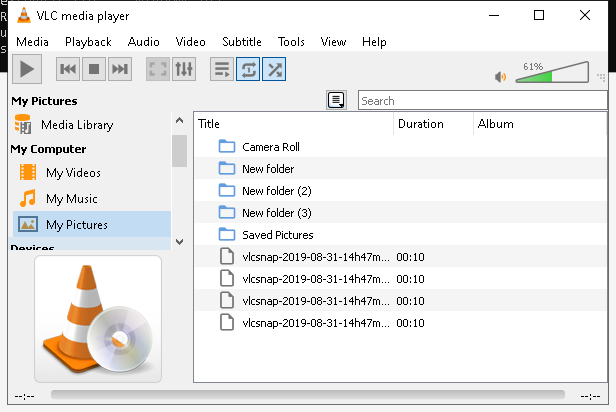 VLC media player
Media Playback Audio Video Subtitle Tools View Help
61%
My Pictures
Media Library
My Computer
My Videos
My Music
My Pictures
Search
Title Duration Album
Camera Roll
New folder
New folder (2)
New folder (3)
Saved Pictures
vlcsnap-2019-08-31-14h47m... 00:10
vlcsnap-2019-08-31-14h47m... 00:10
vlcsnap-2019-08-31-14h47m... 00:10
vlcsnap-2019-08-31-14h47m... 00:10
--:-- --:--